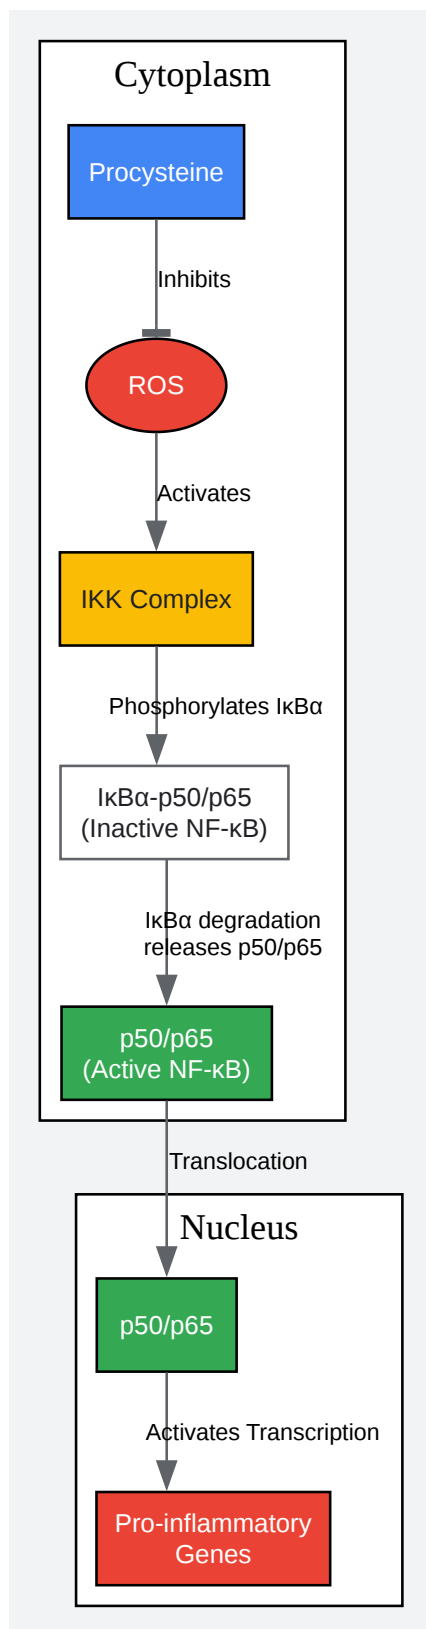 Cytoplasm
Procysteine
Inhibits
ROS
Activates
IKK Complex
Phosphorylates IκBα
IκBα-p50/p65
(Inactive NF-κB)
IκBα degradation
releases p50/p65
p50/p65
(Active NF-κB)
Translocation
Nucleus
p50/p65
Activates Transcription
Pro-inflammatory
Genes